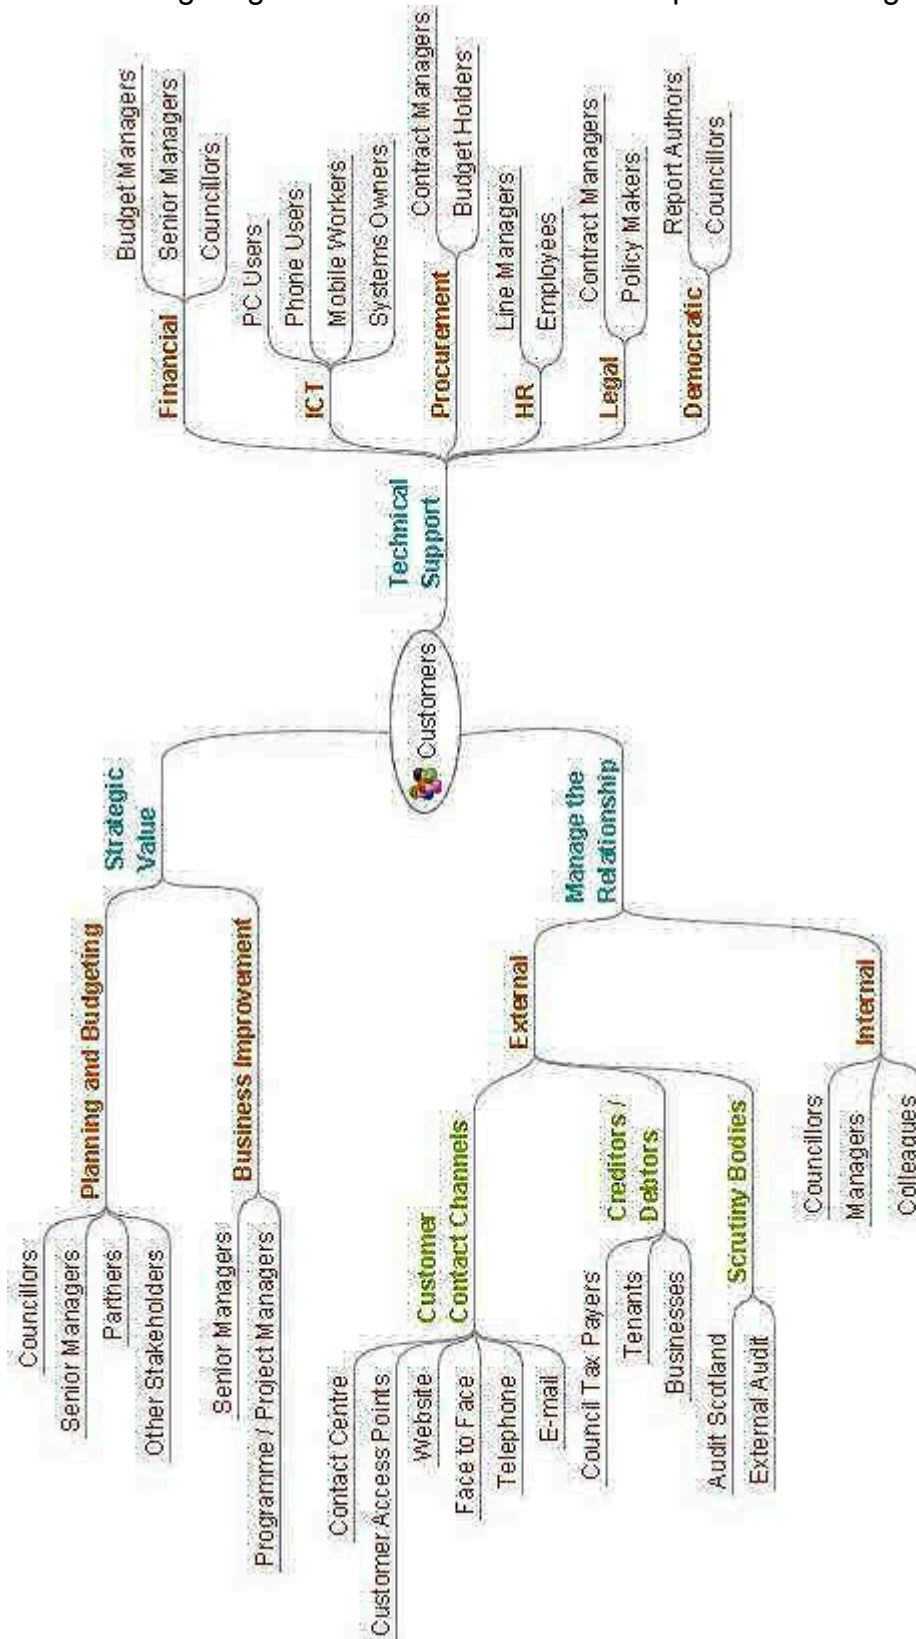 Customers
Technical
Support
Financial
Budget Managers
Senior Managers
Councillors
ICT
PC Users
Phone Users
Mobile Workers
Systems Owners
Procurement
Contract Managers
Budget Holders
HR
Line Managers
Employees
Legal
Contract Managers
Policy Makers
Democratic
Report Authors
Councillors
Strategic
Value
Planning and Budgeting
Councillors
Senior Managers
Partners
Other Stakeholders
Business Improvement
Senior Managers
Programme / Project Managers
Manage the
Relationship
External
Customer
Contact Channels
Contact Centre
Customer Access Points
Website
Face to Face
Telephone
E-mail
Creditors /
Debtors
Council Tax Payers
Tenants
Businesses
Scrutiny Bodies
Audit Scotland
External Audit
Internal
Councillors
Managers
Colleagues